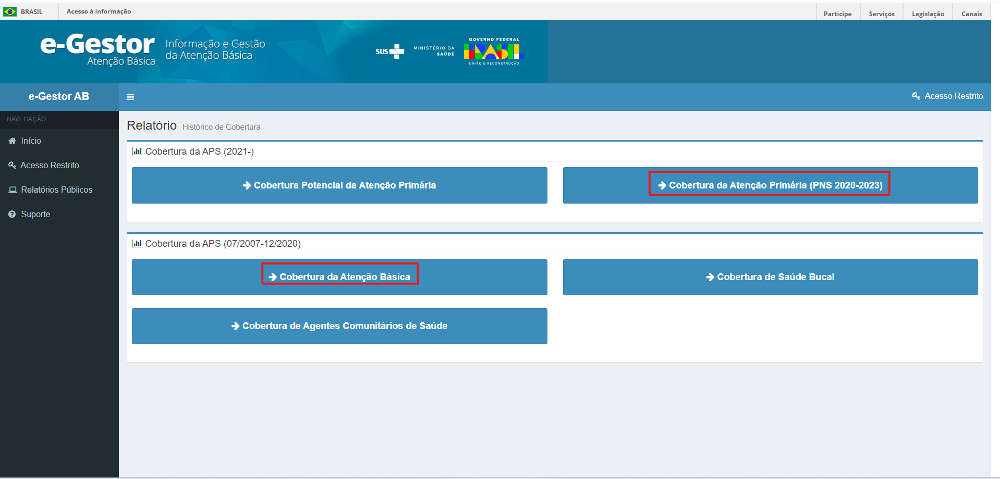 BRASIL
Acesso à informação
Participe
Serviços
Legislação
Canais
e-Gestor
Atenção Básica
Informação e Gestão
da Atenção Básica
SUS
MINISTÉRIO DA
SAÚDE
GOVERNO FEDERAL
BRASIL
UNIÃO E RECONSTRUÇÃO
e-Gestor AB
Acesso Restrito
NAVEGAÇÃO
Início
Acesso Restrito
Relatórios Públicos
Suporte
Relatório Histórico de Cobertura
Cobertura da APS (2021-)
Cobertura Potencial da Atenção Primária
Cobertura da Atenção Primária (PNS 2020-2023)
Cobertura da APS (07/2007-12/2020)
Cobertura da Atenção Básica
Cobertura de Saúde Bucal
Cobertura de Agentes Comunitários de Saúde